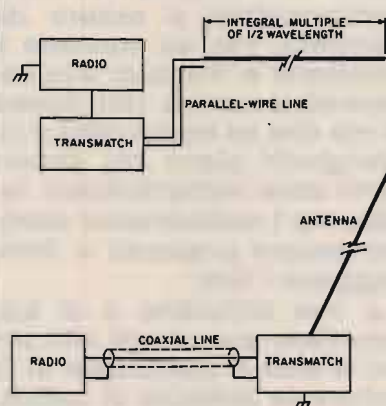 INTEGRAL MULTIPLE
OF 1/2 WAVELENGTH
RADIO
PARALLEL-WIRE LINE
TRANSMATCH
ANTENNA
COAXIAL LINE
RADIO
TRANSMATCH